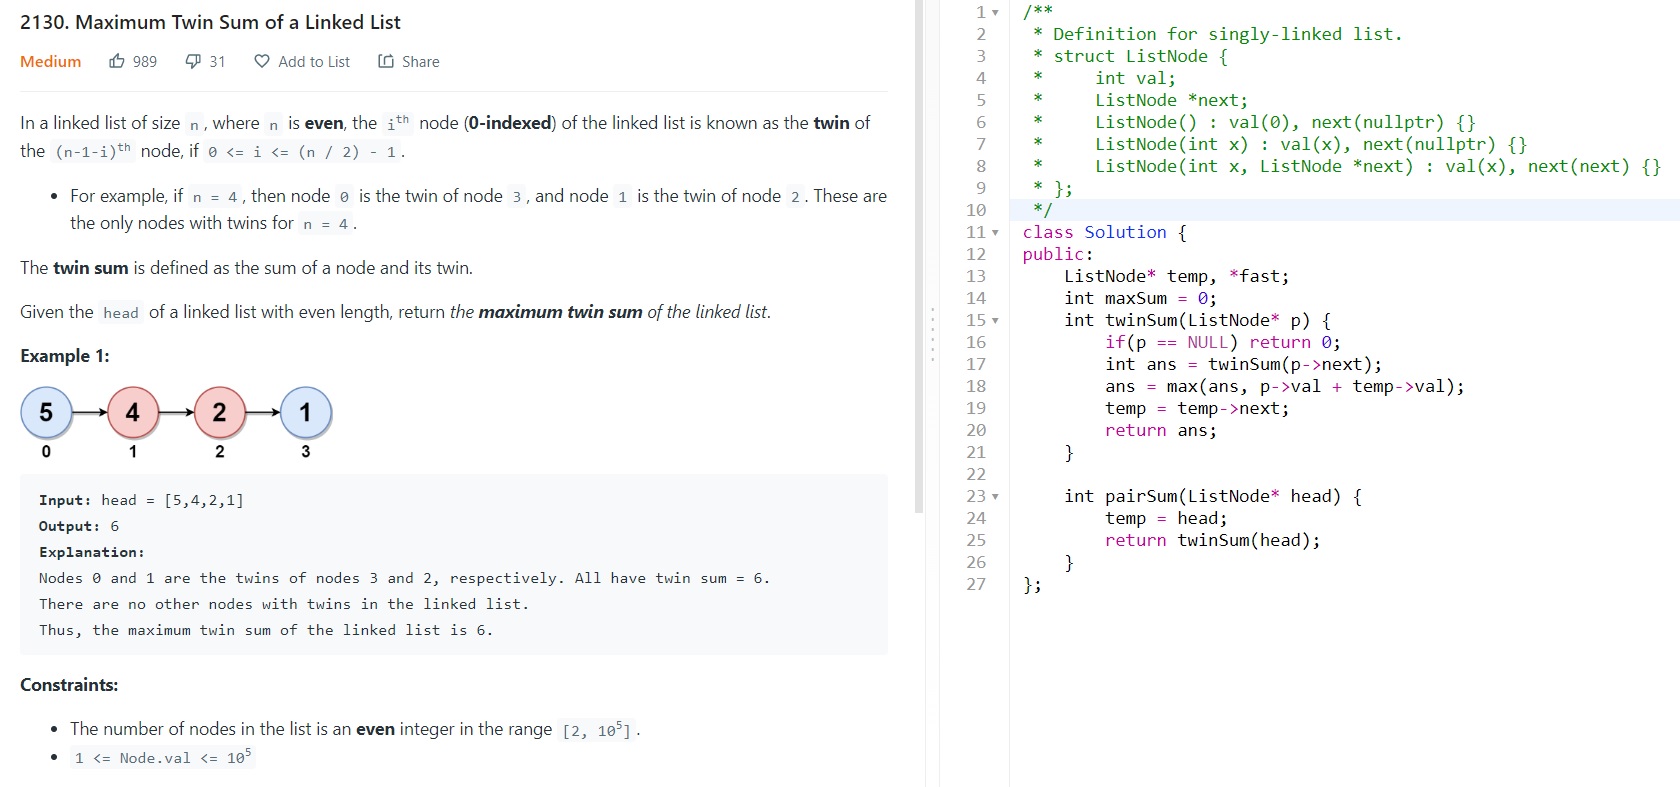 2130. Maximum Twin Sum of a Linked List
Medium 989 31 Add to List Share
In a linked list of size n, where n is even, the ith node (0-indexed) of the linked list is known as the twin of
the (n-1-i)th node, if 0 <= i <= (n / 2) - 1.
• For example, if n = 4, then node 0 is the twin of node 3, and node 1 is the twin of node 2. These are
the only nodes with twins for n = 4.
The twin sum is defined as the sum of a node and its twin.
Given the head of a linked list with even length, return the maximum twin sum of the linked list.
Example 1:
5 4 2 1
0 1 2 3
Input: head = [5,4,2,1]
Output: 6
Explanation:
Nodes 0 and 1 are the twins of nodes 3 and 2, respectively. All have twin sum = 6.
There are no other nodes with twins in the linked list.
Thus, the maximum twin sum of the linked list is 6.
Constraints:
• The number of nodes in the list is an even integer in the range [2, 10⁵].
• 1 <= Node.val <= 10⁵
1 /**
2  * Definition for singly-linked list.
3  * struct ListNode {
4  *     int val;
5  *     ListNode *next;
6  *     ListNode() : val(0), next(nullptr) {}
7  *     ListNode(int x) : val(x), next(nullptr) {}
8  *     ListNode(int x, ListNode *next) : val(x), next(next) {}
9  * };
10  */
11 class Solution {
12 public:
13     ListNode* temp, *fast;
14     int maxSum = 0;
15     int twinSum(ListNode* p) {
16         if(p == NULL) return 0;
17         int ans = twinSum(p->next);
18         ans = max(ans, p->val + temp->val);
19         temp = temp->next;
20         return ans;
21     }
22
23     int pairSum(ListNode* head) {
24         temp = head;
25         return twinSum(head);
26     }
27 };